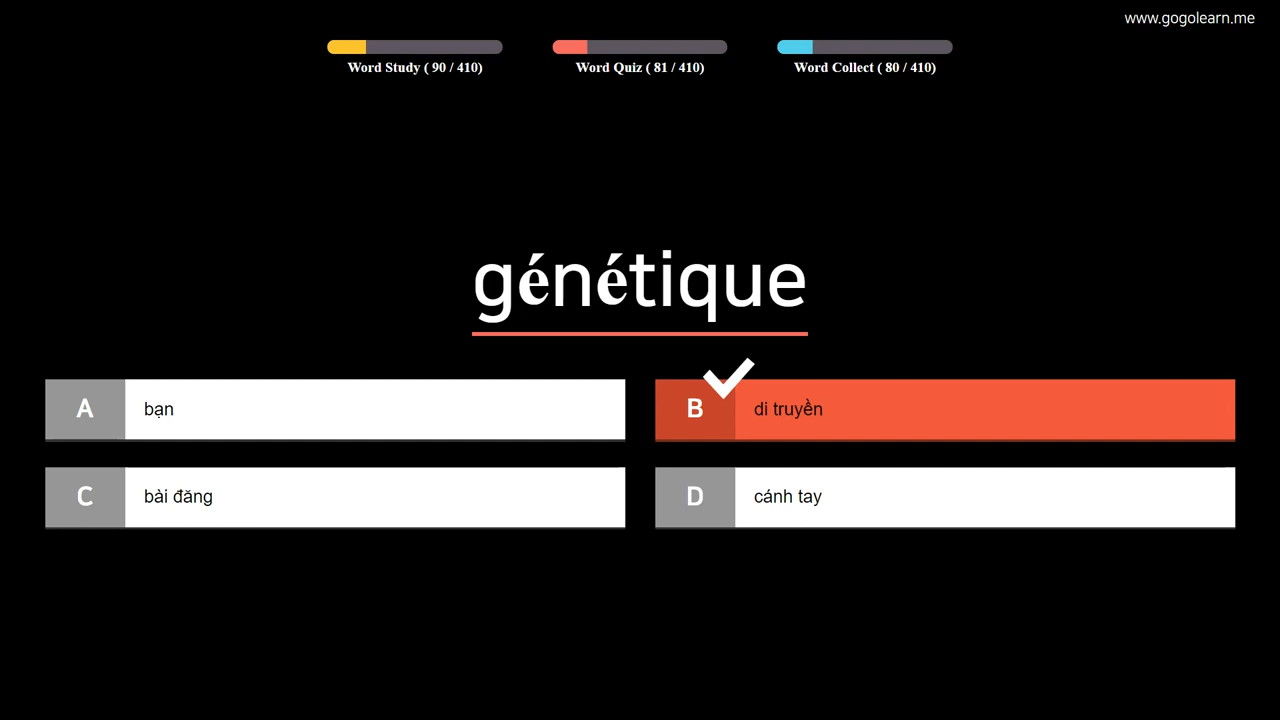 www.gogolearn.me
Word Study ( 90 / 410)
Word Quiz ( 81 / 410)
Word Collect ( 80 / 410)
génétique
A bạn
B di truyền
C bài đăng
D cánh tay